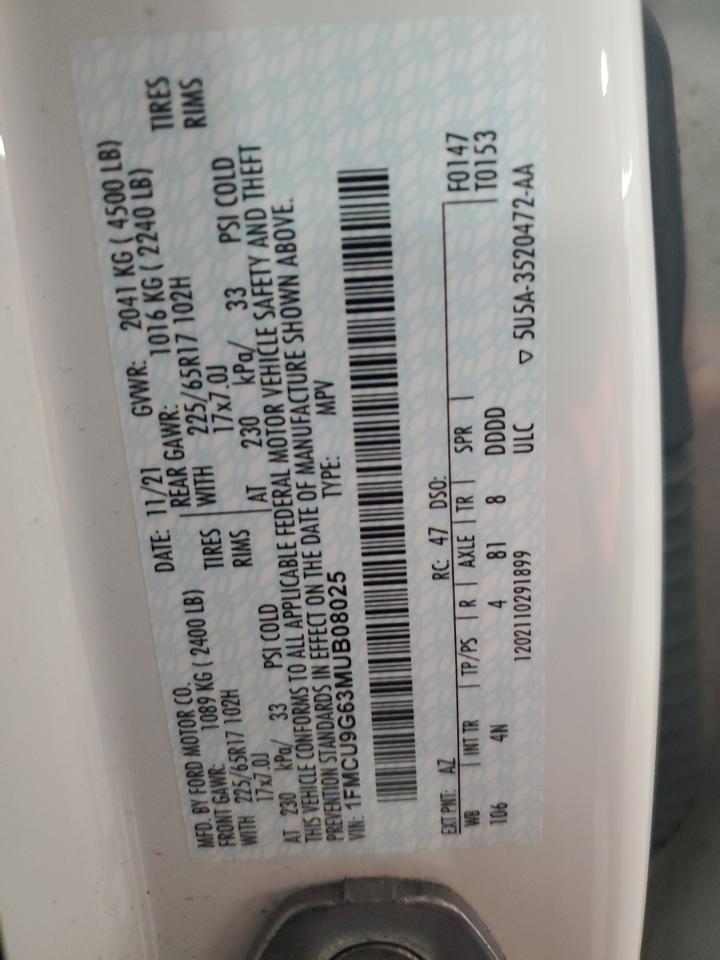 MFD. BY FORD MOTOR CO. DATE: 11/21 GVWR: 2041 KG ( 4500 LB)
FRONT GAWR: 1089 KG ( 2400 LB) REAR GAWR: 1016 KG ( 2240 LB)
WITH 225/65R17 102H TIRES WITH 225/65R17 102H TIRES
17x7.0J RIMS 17x7.0J RIMS
AT 230 kPa/ 33 PSI COLD AT 230 kPa/ 33 PSI COLD
THIS VEHICLE CONFORMS TO ALL APPLICABLE FEDERAL MOTOR VEHICLE SAFETY AND THEFT
PREVENTION STANDARDS IN EFFECT ON THE DATE OF MANUFACTURE SHOWN ABOVE.
VIN: 1FMCU9G63MUB08025 TYPE: MPV
EXT PNT: AZ RC: 47 DSO: F0147
WB INT TR TP/PS R AXLE TR SPR T0153
106 4N 4 81 8 DDDD
1202110291899 ULC ▽ 5U5A-3520472-AA